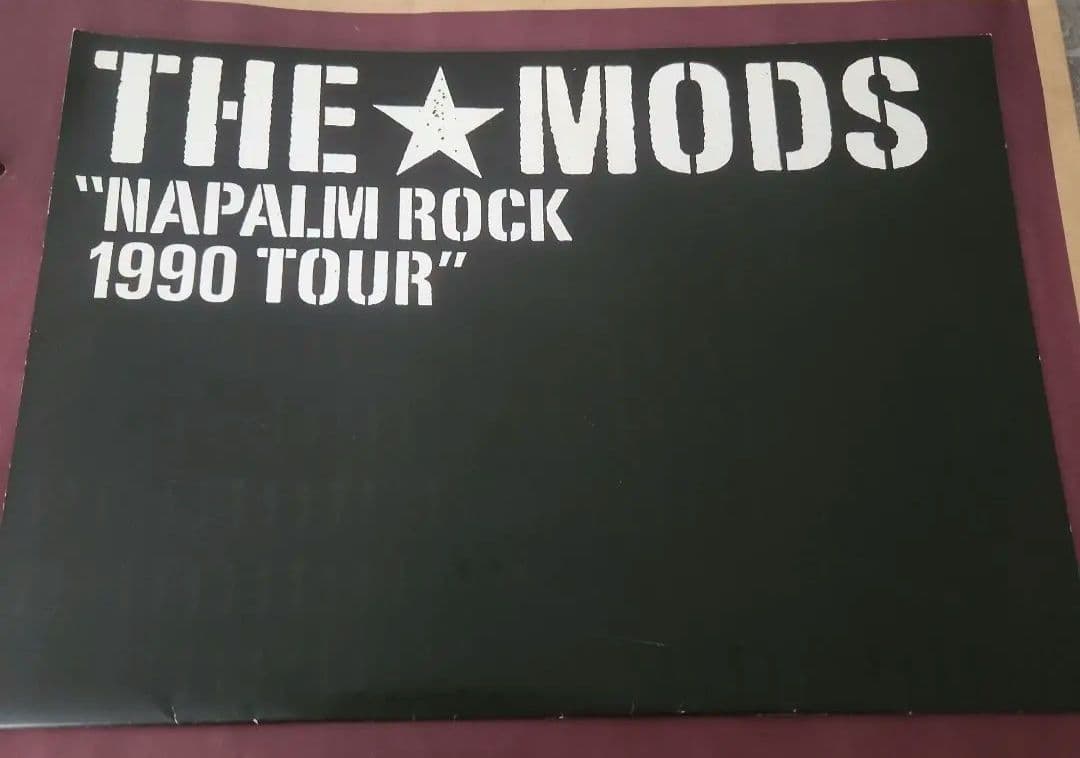 THE★MODS
"NAPALM ROCK
1990 TOUR"